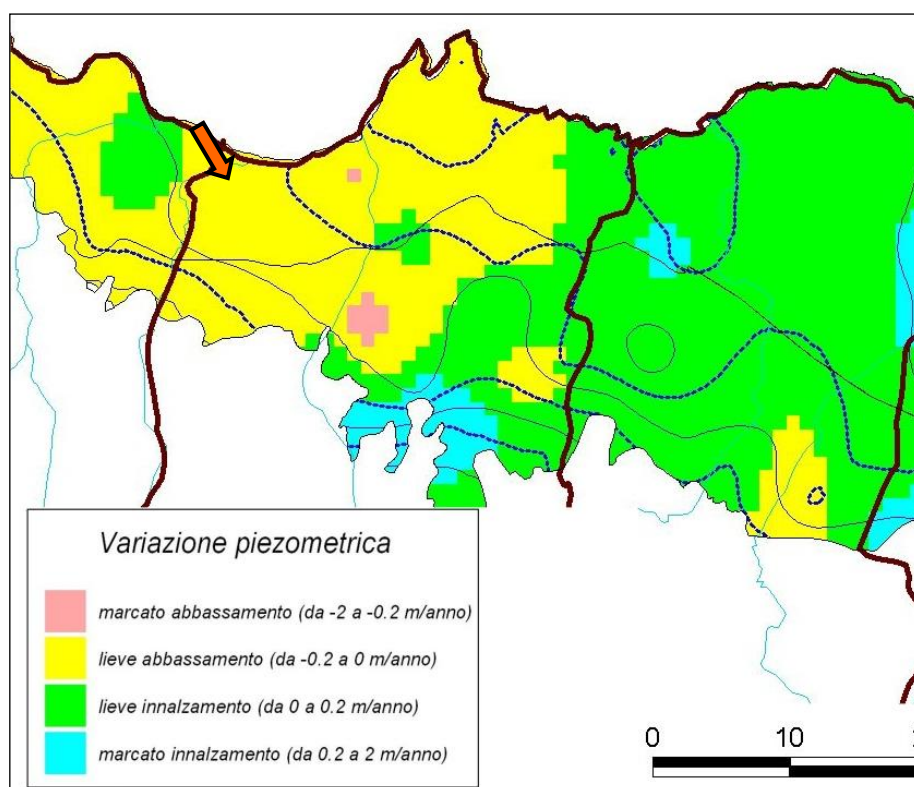 Variazione piezometrica
marcato abbassamento (da -2 a -0.2 m/anno)
lieve abbassamento (da -0.2 a 0 m/anno)
lieve innalzamento (da 0 a 0.2 m/anno)
marcato innalzamento (da 0.2 a 2 m/anno)
0 10